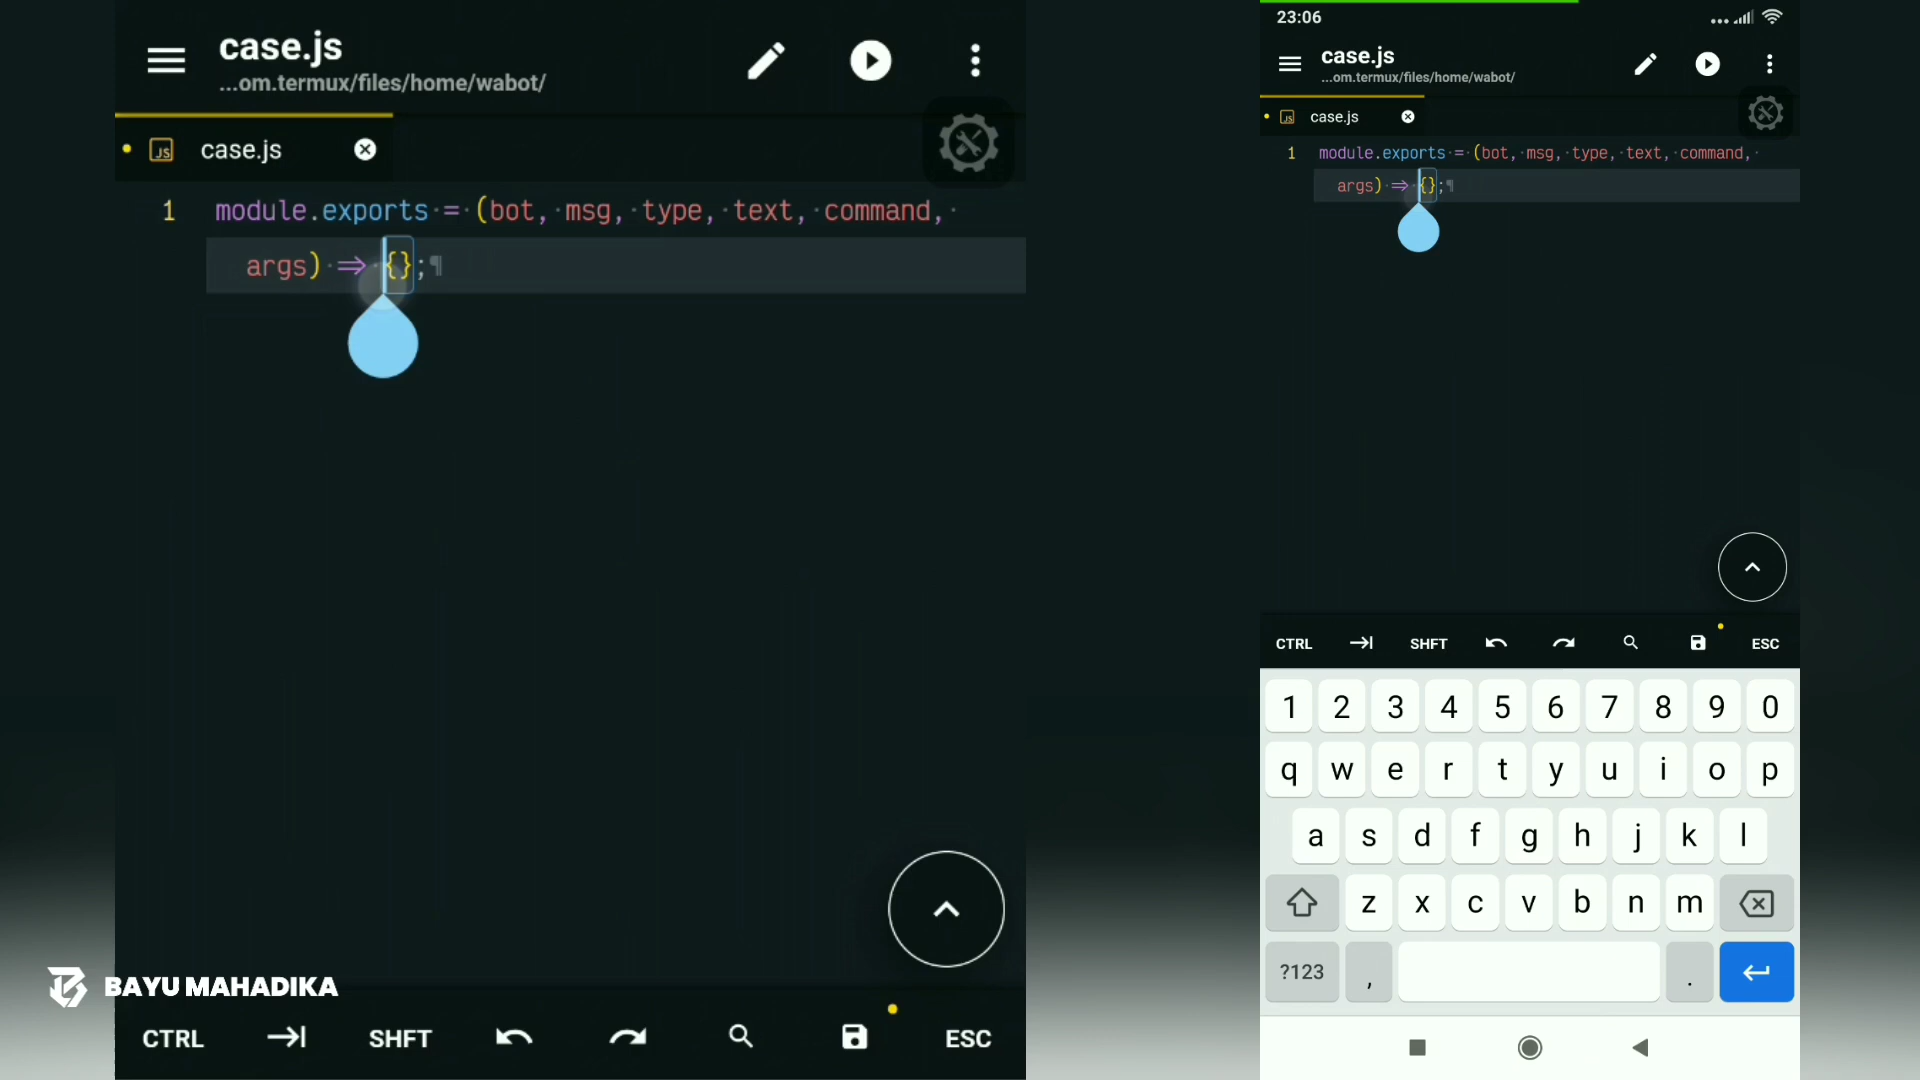 case.js
...om.termux/files/home/wabot/
JS case.js
1 module.exports = (bot, msg, type, text, command,
args) => {};¶
BAYU MAHADIKA
CTRL SHFT ESC
23:06
case.js
...om.termux/files/home/wabot/
JS case.js
1 module.exports = (bot, msg, type, text, command,
args) => {};¶
CTRL SHFT ESC
1 2 3 4 5 6 7 8 9 0
q w e r t y u i o p
a s d f g h j k l
z x c v b n m
?123 , .